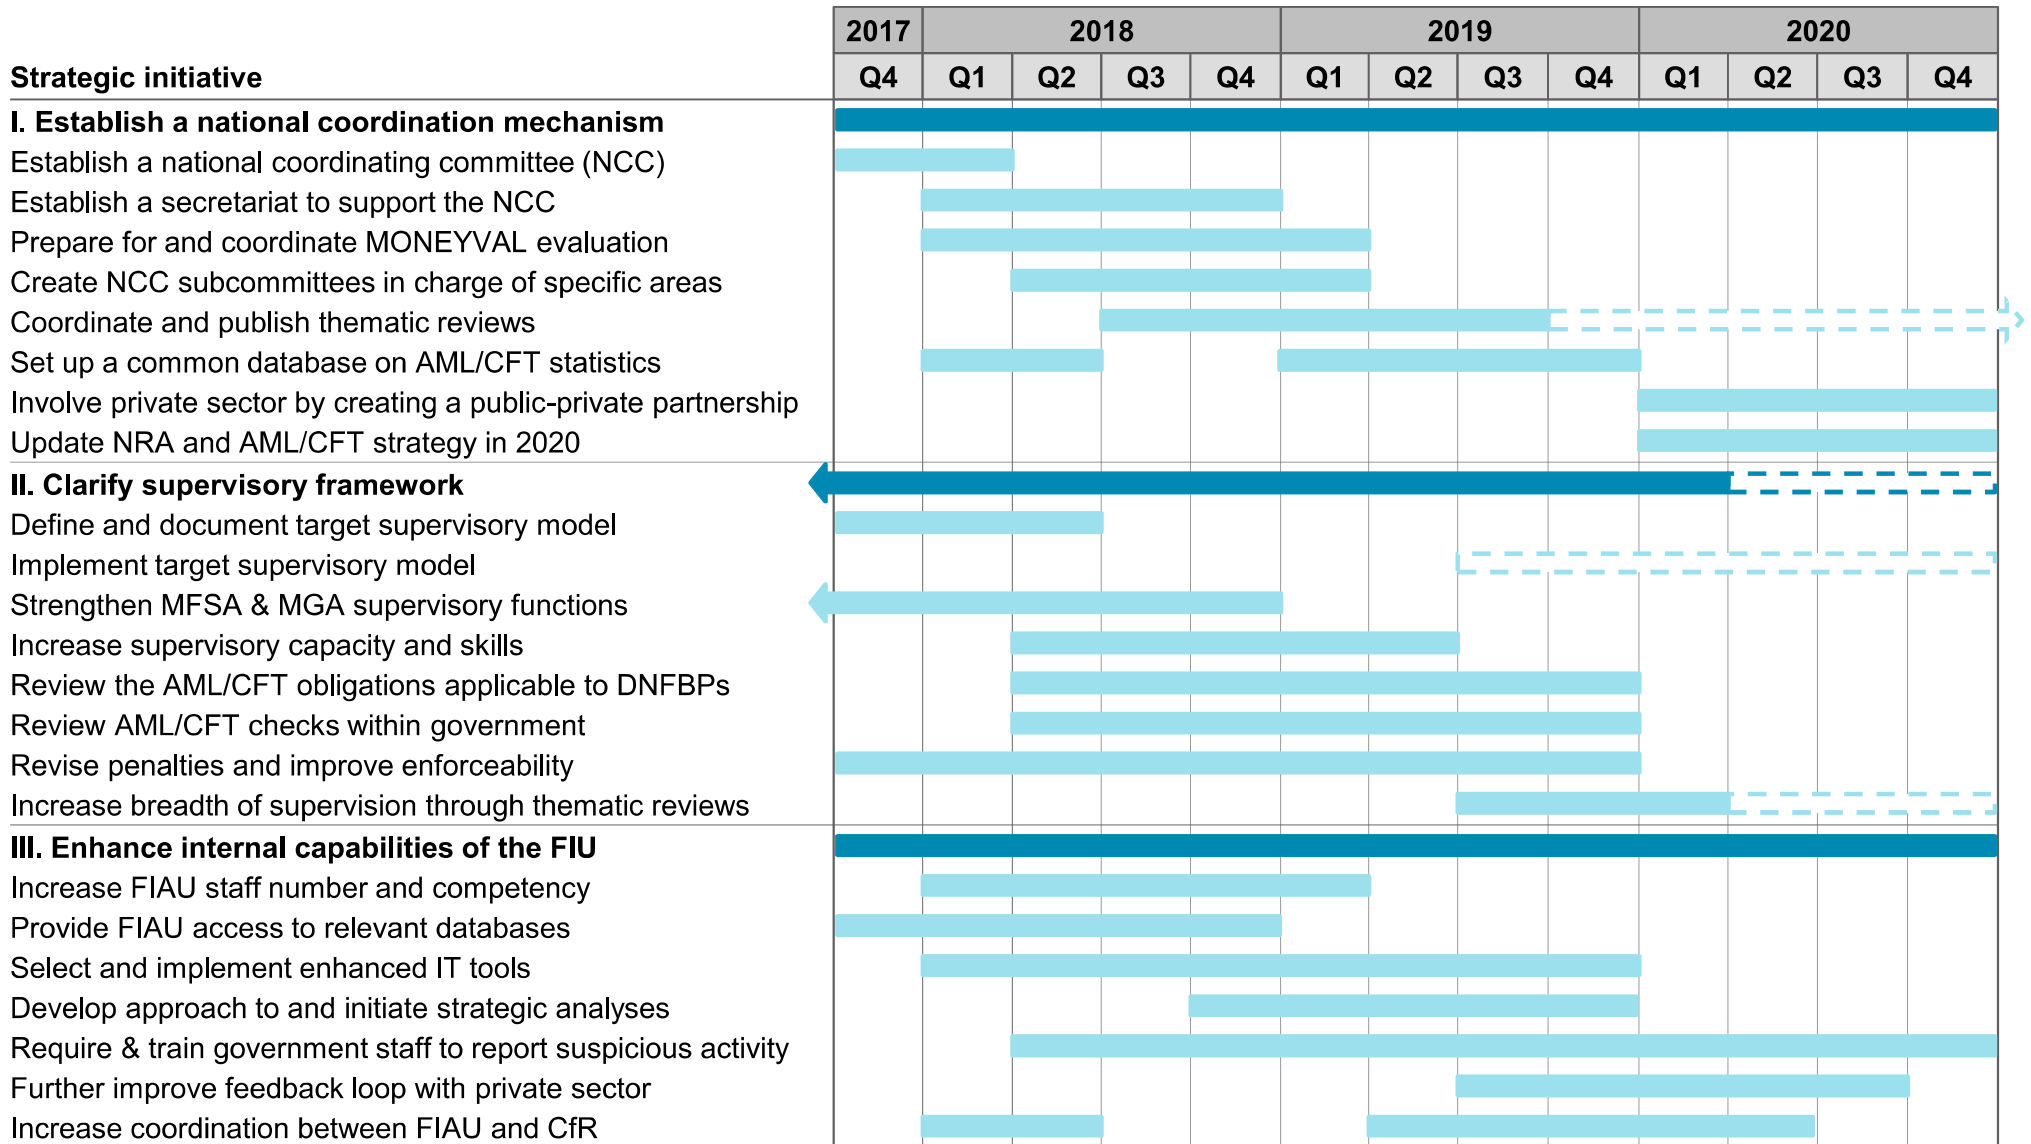 2017 2018 2019 2020
Strategic initiative Q4 Q1 Q2 Q3 Q4 Q1 Q2 Q3 Q4 Q1 Q2 Q3 Q4
I. Establish a national coordination mechanism
Establish a national coordinating committee (NCC)
Establish a secretariat to support the NCC
Prepare for and coordinate MONEYVAL evaluation
Create NCC subcommittees in charge of specific areas
Coordinate and publish thematic reviews
Set up a common database on AML/CFT statistics
Involve private sector by creating a public-private partnership
Update NRA and AML/CFT strategy in 2020
II. Clarify supervisory framework
Define and document target supervisory model
Implement target supervisory model
Strengthen MFSA & MGA supervisory functions
Increase supervisory capacity and skills
Review the AML/CFT obligations applicable to DNFBPs
Review AML/CFT checks within government
Revise penalties and improve enforceability
Increase breadth of supervision through thematic reviews
III. Enhance internal capabilities of the FIU
Increase FIAU staff number and competency
Provide FIAU access to relevant databases
Select and implement enhanced IT tools
Develop approach to and initiate strategic analyses
Require & train government staff to report suspicious activity
Further improve feedback loop with private sector
Increase coordination between FIAU and CfR